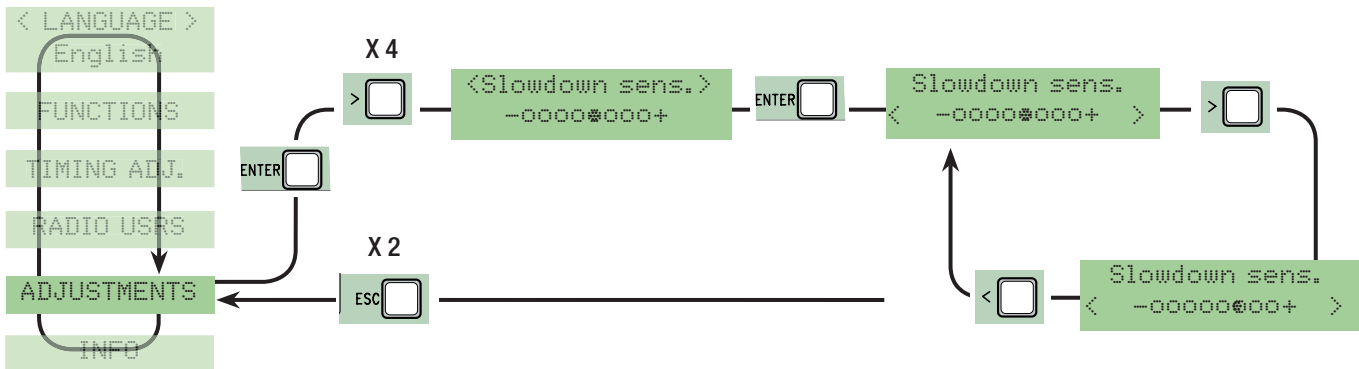 < LANGUAGE >
English
FUNCTIONS
TIMING ADJ.
RADIO USRS
ADJUSTMENTS
INFO
ENTER
X 4
>
<Slowdown sens.>
-oooo*ooo+
ENTER
Slowdown sens.
< -oooo*ooo+ >
>
Slowdown sens.
< -ooooo*oo+ >
<
X 2
ESC